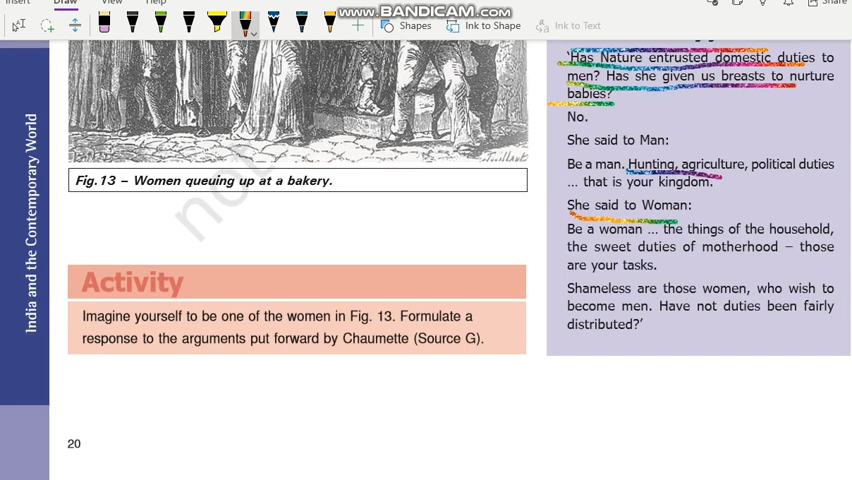 Insert
Draw
View
Help
www.BANDICAM.com
Share
Shapes
Ink to Shape
Ink to Text
India and the Contemporary World
not
Fig.13 – Women queuing up at a bakery.
Activity
Imagine yourself to be one of the women in Fig. 13. Formulate a
response to the arguments put forward by Chaumette (Source G).
20
'Has Nature entrusted domestic duties to
men? Has she given us breasts to nurture
babies?
No.
She said to Man:
Be a man. Hunting, agriculture, political duties
... that is your kingdom.
She said to Woman:
Be a woman ... the things of the household,
the sweet duties of motherhood – those
are your tasks.
Shameless are those women, who wish to
become men. Have not duties been fairly
distributed?'